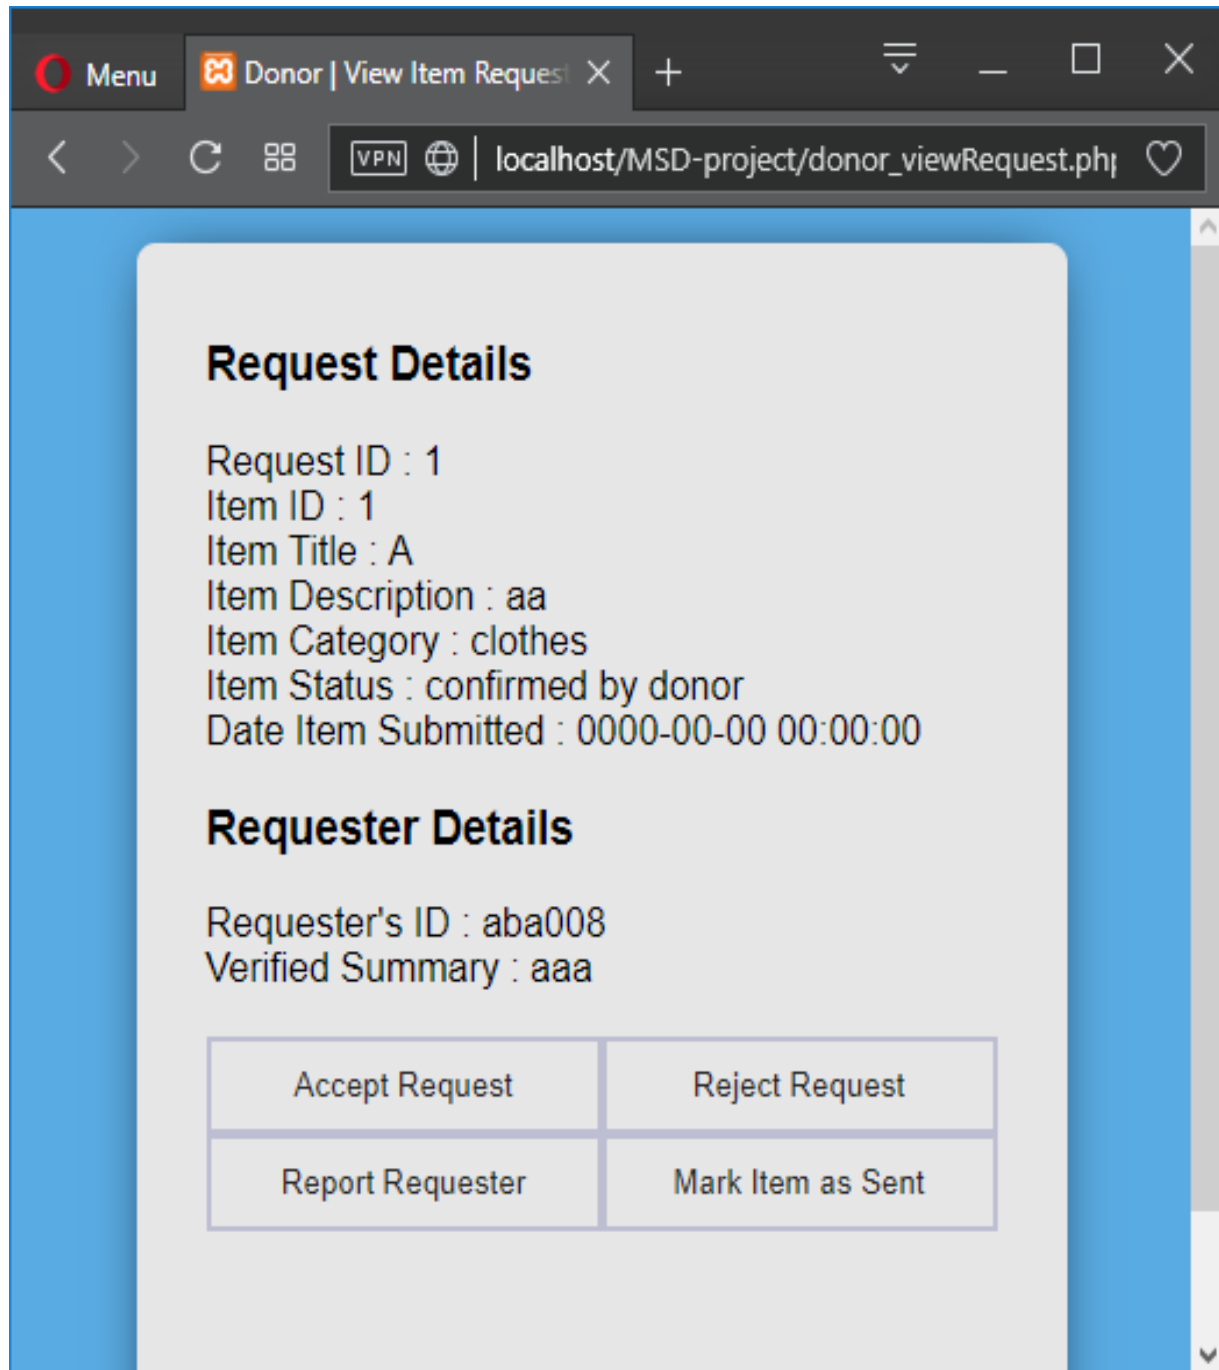 Menu
Donor | View Item Request
VPN
localhost/MSD-project/donor_viewRequest.php
Request Details
Request ID : 1
Item ID : 1
Item Title : A
Item Description : aa
Item Category : clothes
Item Status : confirmed by donor
Date Item Submitted : 0000-00-00 00:00:00
Requester Details
Requester's ID : aba008
Verified Summary : aaa
Accept Request
Reject Request
Report Requester
Mark Item as Sent